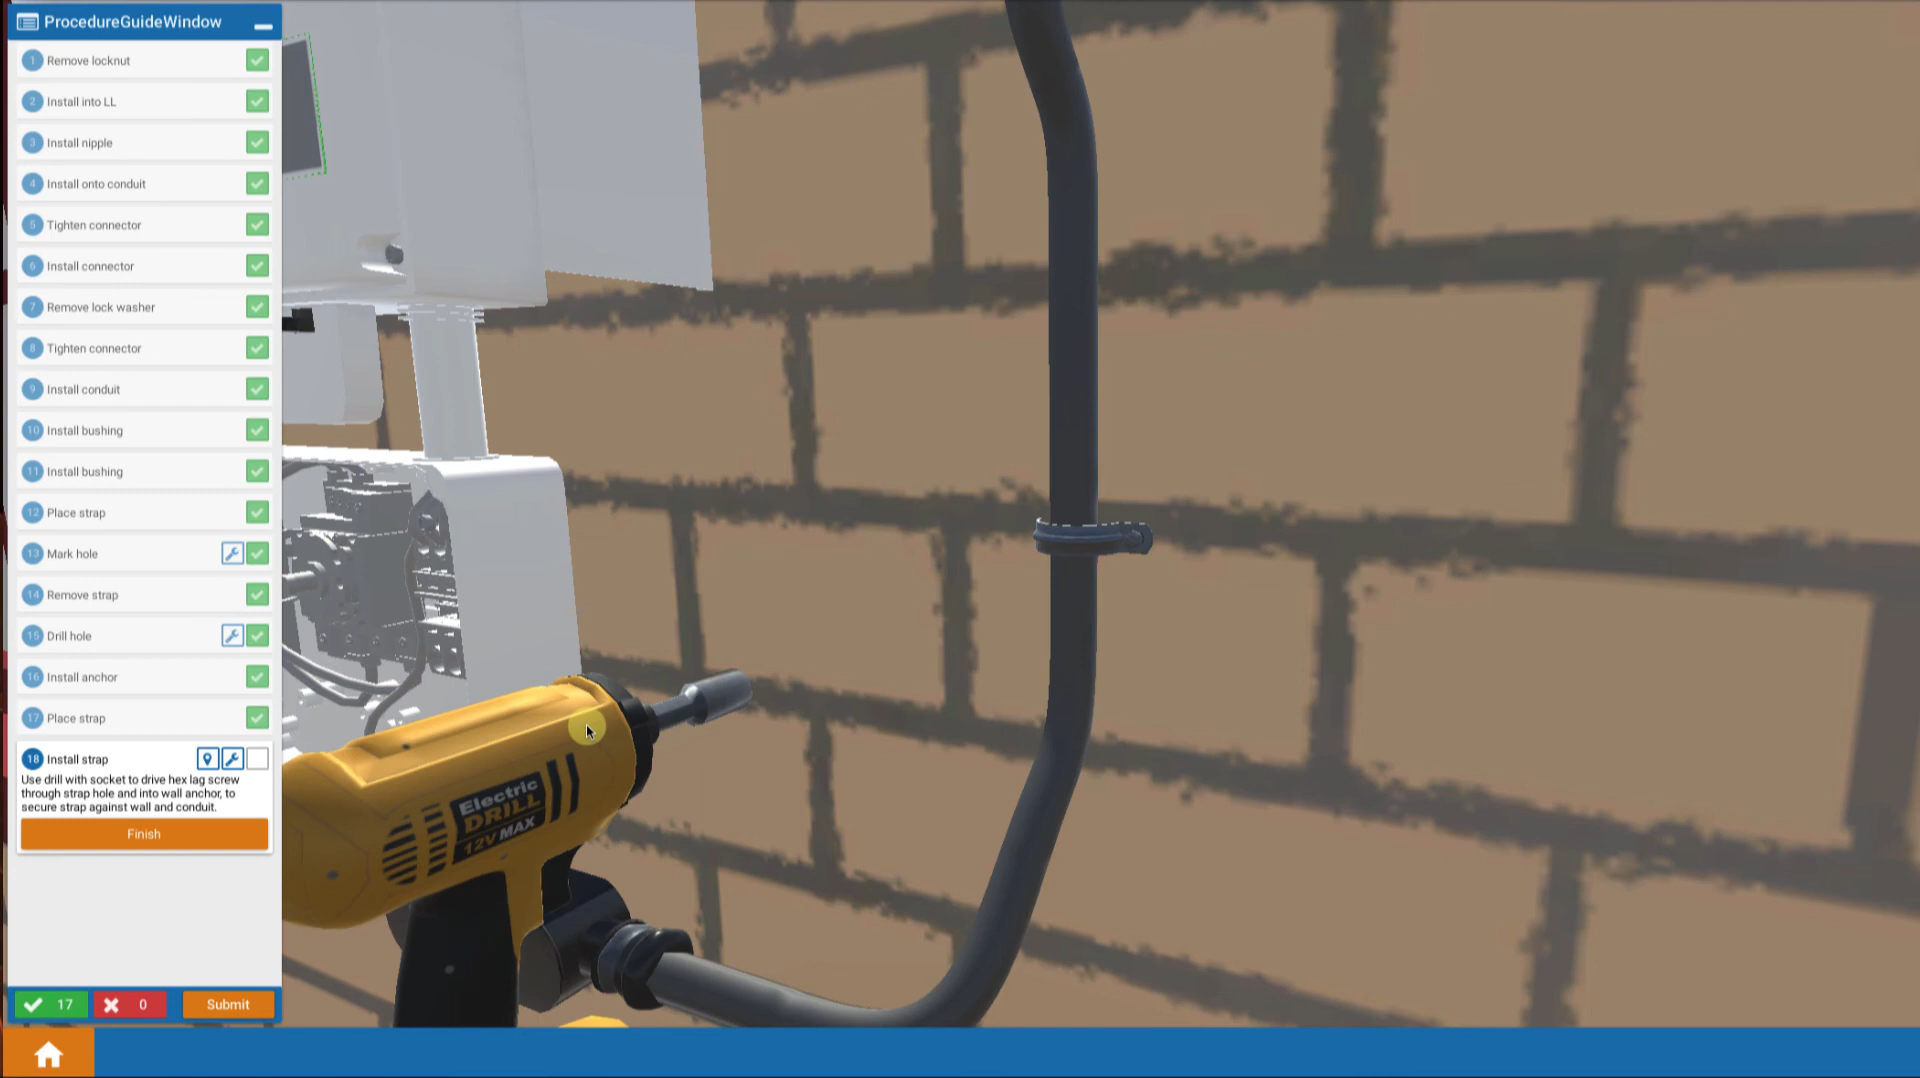 ProcedureGuideWindow
1 Remove locknut
2 Install into LL
3 Install nipple
4 Install onto conduit
5 Tighten connector
6 Install connector
7 Remove lock washer
8 Tighten connector
9 Install conduit
10 Install bushing
11 Install bushing
12 Place strap
13 Mark hole
14 Remove strap
15 Drill hole
16 Install anchor
17 Place strap
18 Install strap
Use drill with socket to drive hex lag screw
through strap hole and into wall anchor, to
secure strap against wall and conduit.
Finish
17 0 Submit
Electric
DRILL
12V MAX